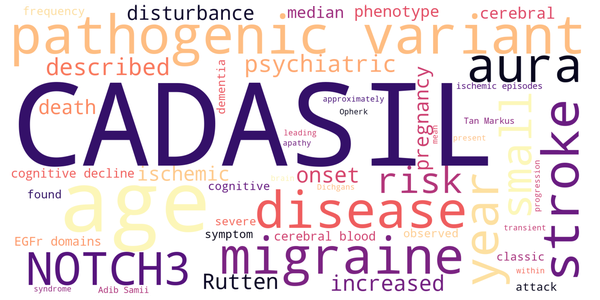 frequency
disturbance
median
phenotype
cerebral
pathogenic variant
described
psychiatric
aura
death
dementia
CADASIL
approximately
Opherk
pregnancy
mean
ischemic episodes
Tan Markus
small
stroke
leading
apathy
present
cognitive decline
ischemic
onset
risk
progression
found
age
cognitive
Dichgans
year
disease
severe
symptom
cerebral blood
observed
transient
EGFr domains
NOTCH3
migraine
classic
within
Rutten
increased
attack
syndrome
Adib Samii